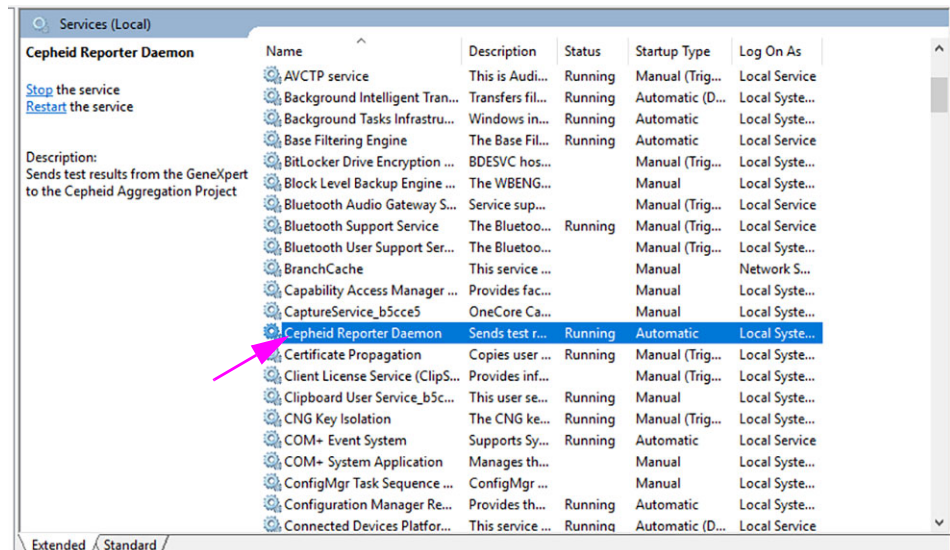 Services (Local)
Cepheid Reporter Daemon
Stop the service
Restart the service
Description:
Sends test results from the GeneXpert
to the Cepheid Aggregation Project
Name Description Status Startup Type Log On As
AVCTP service This is Audi... Running Manual (Trig... Local Service
Background Intelligent Tran... Transfers fil... Running Automatic (D... Local Syste...
Background Tasks Infrastru... Windows in... Running Automatic Local Syste...
Base Filtering Engine The Base Fil... Running Automatic Local Service
BitLocker Drive Encryption ... BDESVC hos... Manual (Trig... Local Syste...
Block Level Backup Engine ... The WBENG... Manual Local Syste...
Bluetooth Audio Gateway S... Service sup... Manual (Trig... Local Service
Bluetooth Support Service The Bluetoo... Running Manual (Trig... Local Service
Bluetooth User Support Ser... The Bluetoo... Manual (Trig... Local Syste...
BranchCache This service ... Manual Network S...
Capability Access Manager ... Provides fac... Manual Local Syste...
CaptureService_b5cce5 OneCore Ca... Manual Local Syste...
Cepheid Reporter Daemon Sends test r... Running Automatic Local Syste...
Certificate Propagation Copies user ... Running Manual (Trig... Local Syste...
Client License Service (ClipS... Provides inf... Manual (Trig... Local Syste...
Clipboard User Service_b5c... This user se... Running Manual Local Syste...
CNG Key Isolation The CNG ke... Running Manual (Trig... Local Syste...
COM+ Event System Supports Sy... Running Automatic Local Service
COM+ System Application Manages th... Manual Local Syste...
ConfigMgr Task Sequence ... ConfigMgr ... Manual Local Syste...
Configuration Manager Re... Provides th... Running Automatic Local Syste...
Connected Devices Platfor... This service ... Running Automatic (D... Local Service
Extended Standard